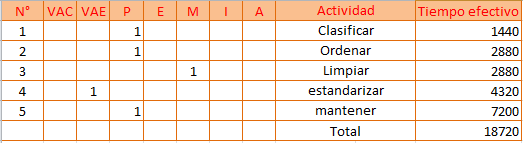 N° VAC VAE P E M I A Actividad Tiempo efectivo
1 1 Clasificar 1440
2 1 Ordenar 2880
3 1 Limpiar 2880
4 1 estandarizar 4320
5 1 mantener 7200
Total 18720